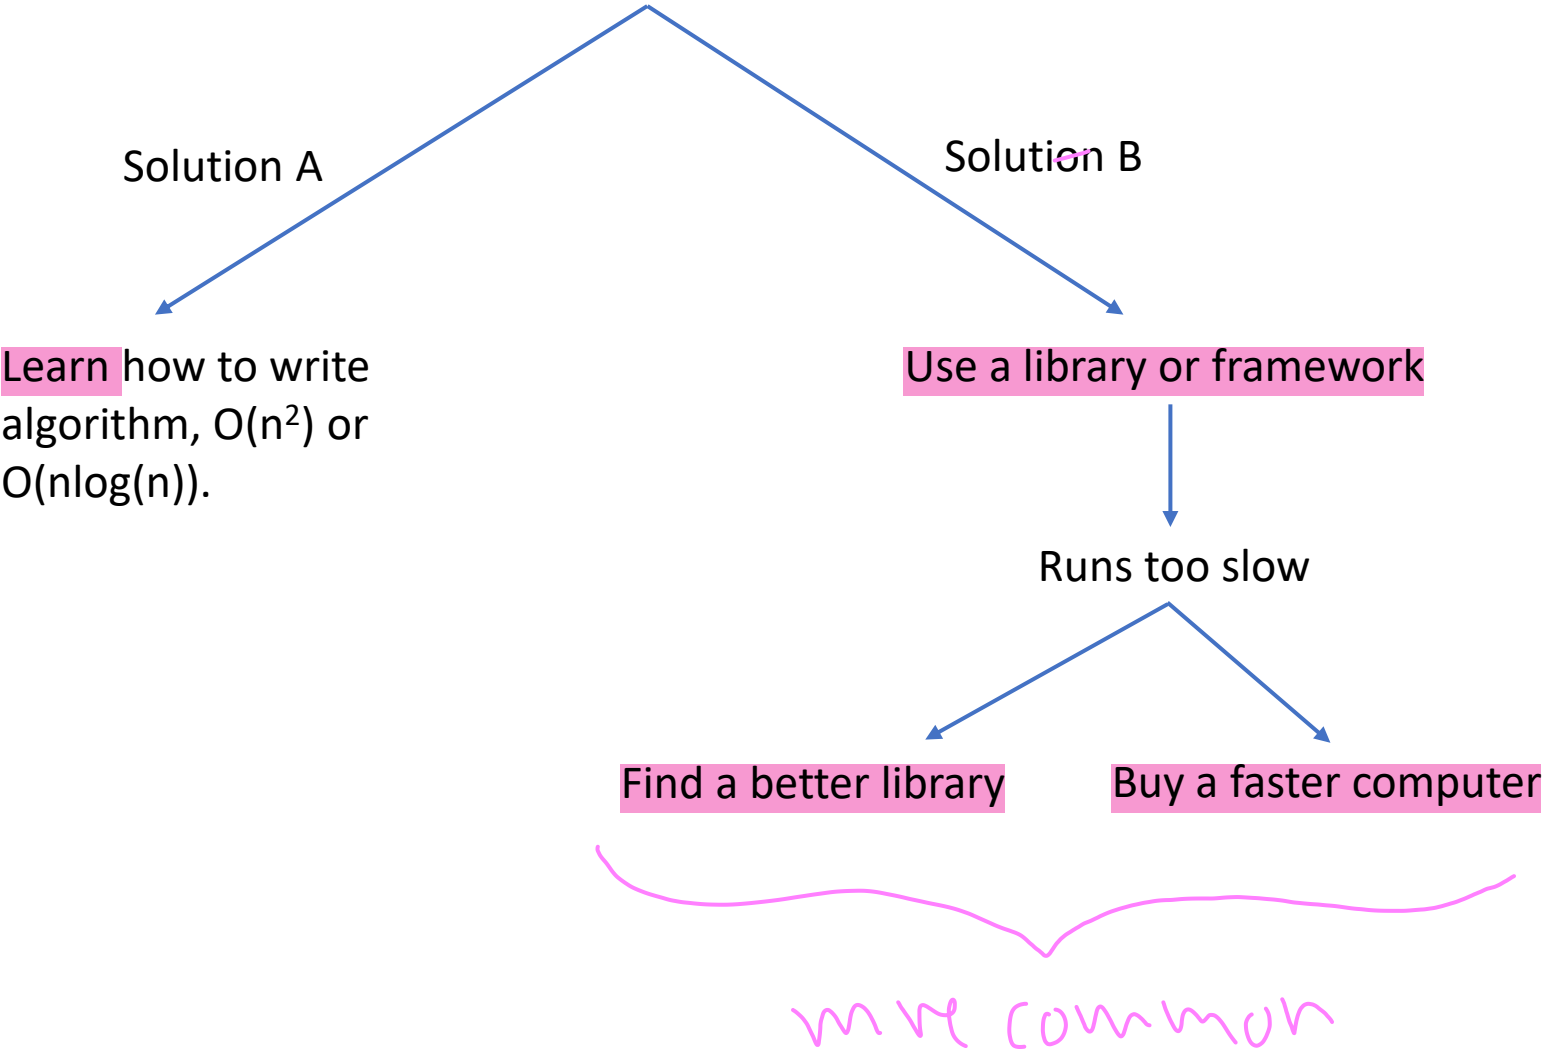 Solution A
Solution B
Learn how to write
algorithm, O(n²) or
O(nlog(n)).
Use a library or framework
Runs too slow
Find a better library
Buy a faster computer
more common